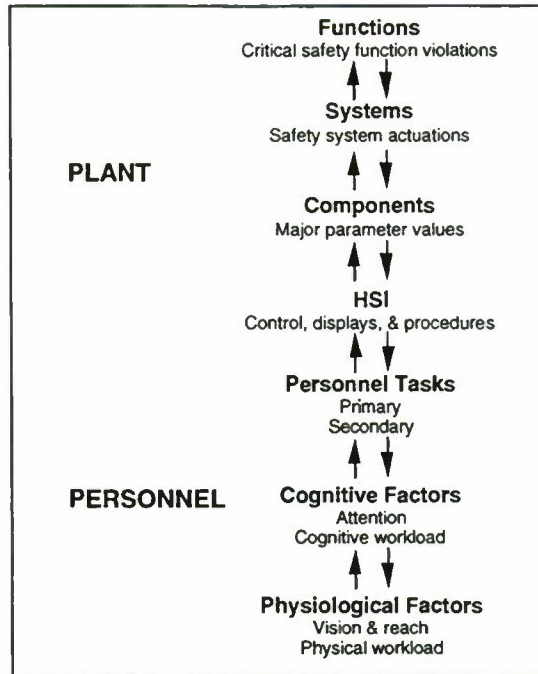 Functions
Critical safety function violations
Systems
Safety system actuations
PLANT
Components
Major parameter values
HSI
Control, displays, & procedures
Personnel Tasks
Primary
Secondary
PERSONNEL
Cognitive Factors
Attention
Cognitive workload
Physiological Factors
Vision & reach
Physical workload